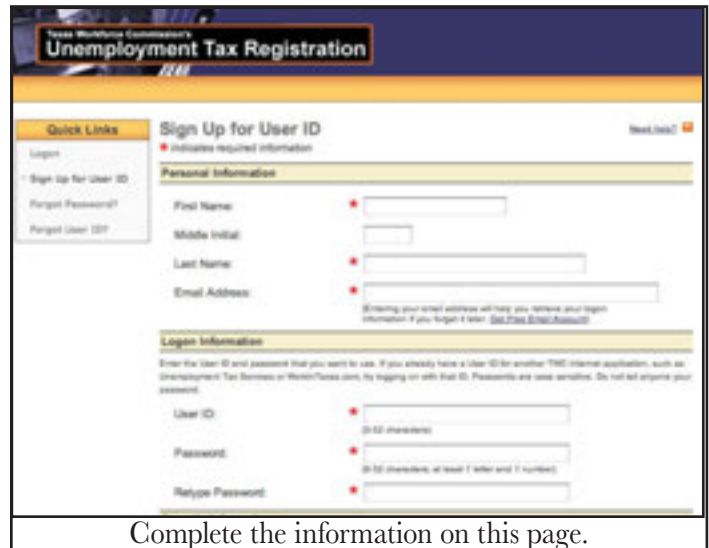 Texas Workforce Commission's
Unemployment Tax Registration
Quick Links
Logon
Sign Up for User ID
Forgot Password?
Forgot User ID?
Sign Up for User ID
Need help?
* indicates required information
Personal Information
First Name: *
Middle Initial:
Last Name: *
Email Address: *
(Entering your email address will help you retrieve your logon
information if you forget it later. Get Free Email Account)
Logon Information
Enter the User ID and password that you want to use. If you already have a User ID for another TWC internet application, such as
Unemployment Tax Services or WorkInTexas.com, try logging on with that ID. Passwords are case sensitive. Do not tell anyone your
password.
User ID: *
Password: *
characters, at least 1 letter and 1 number)
Retype Password: *
Complete the information on this page.